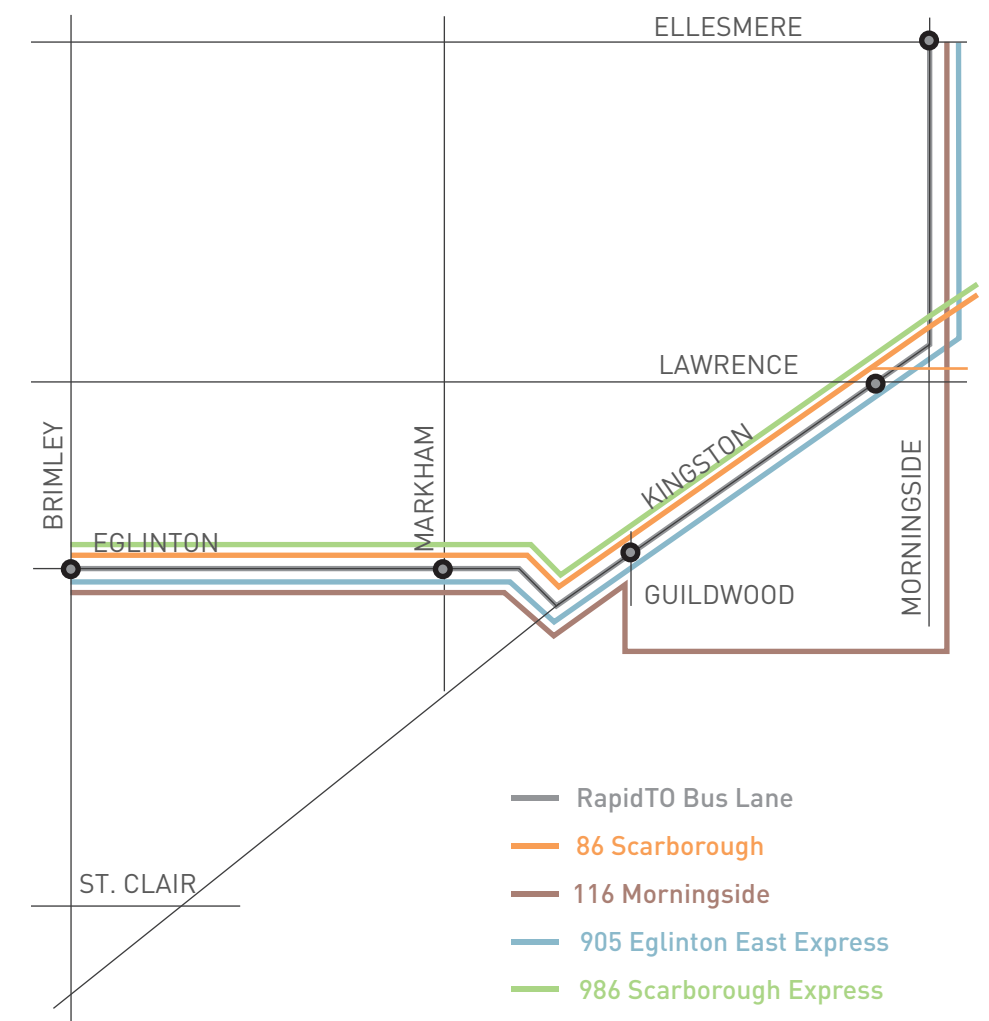 ELLESMERE
LAWRENCE
BRIMLEY
MARKHAM
KINGSTON
MORNINGSIDE
EGLINTON
GUILDWOOD
ST. CLAIR
RapidTO Bus Lane
86 Scarborough
116 Morningside
905 Eglinton East Express
986 Scarborough Express